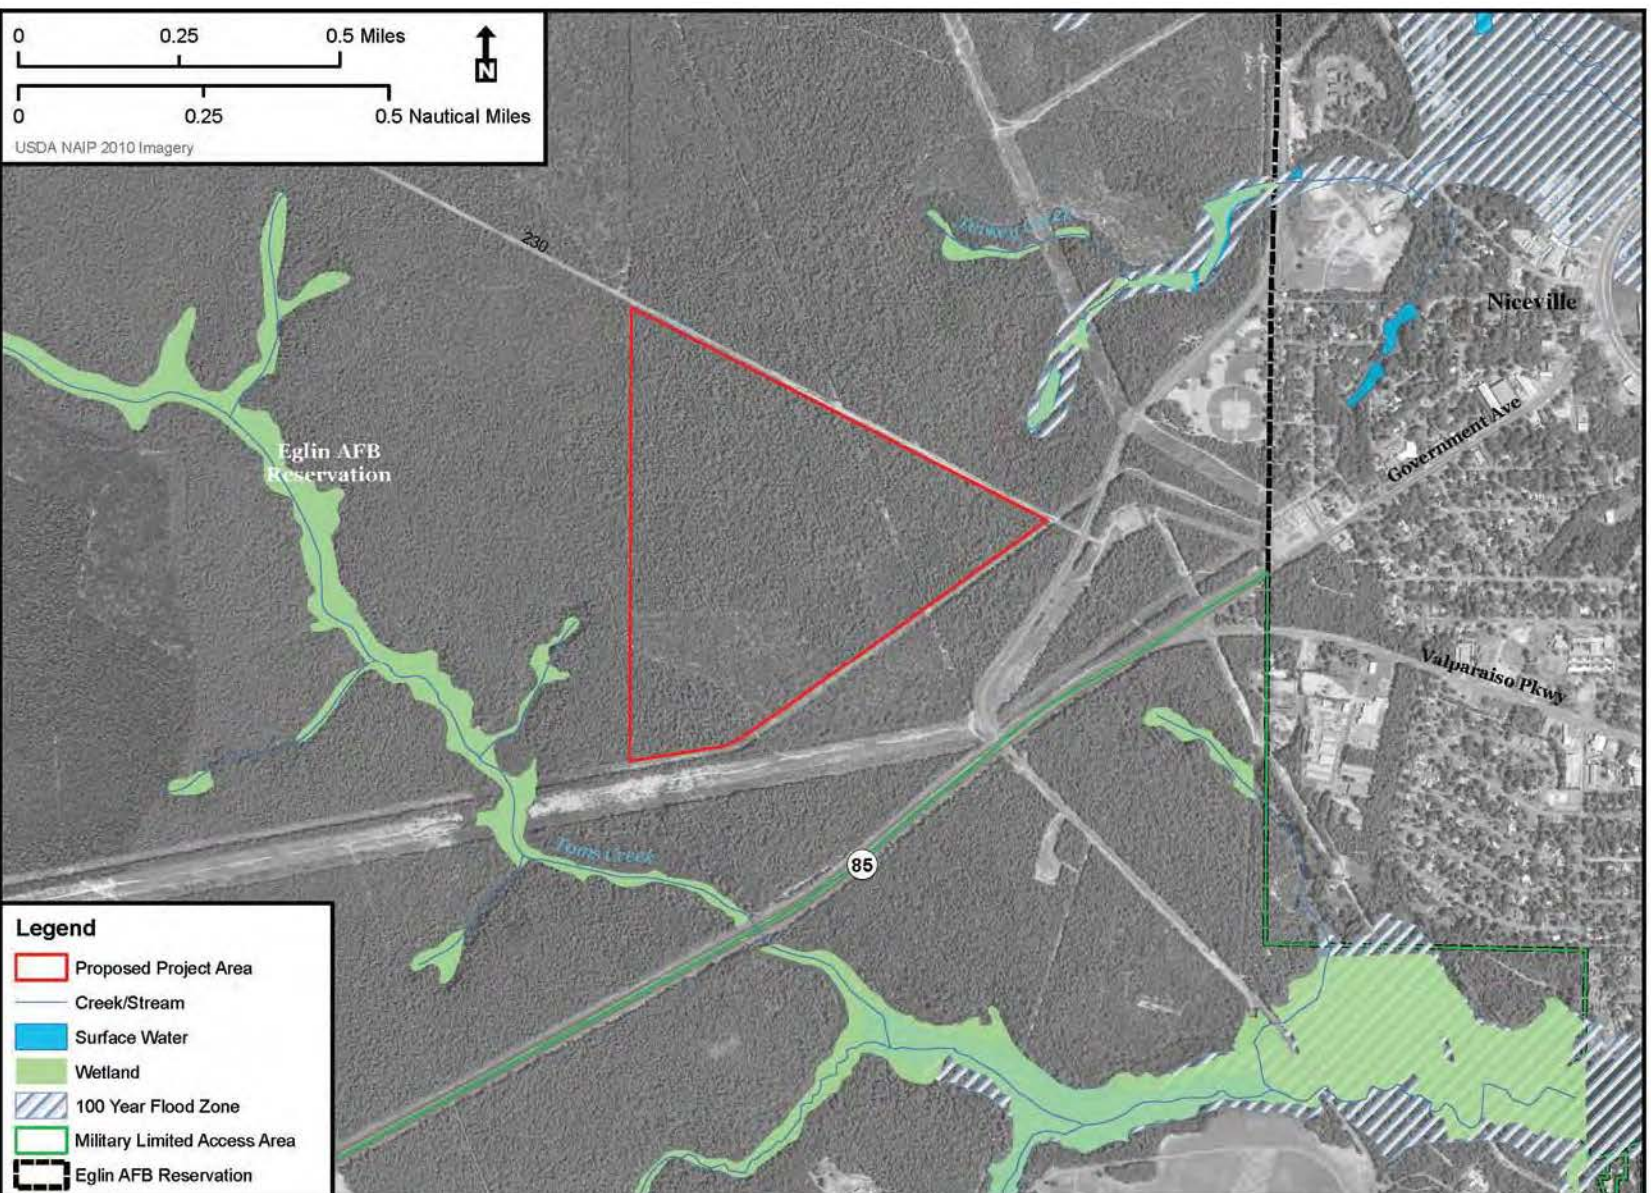 0 0.25 0.5 Miles
N
0 0.25 0.5 Nautical Miles
USDA NAIP 2010 Imagery
230
Niceville
Government Ave
Eglin AFB
Reservation
Valparaiso Pkwy
Toms Creek
85
Legend
Proposed Project Area
Creek/Stream
Surface Water
Wetland
100 Year Flood Zone
Military Limited Access Area
Eglin AFB Reservation